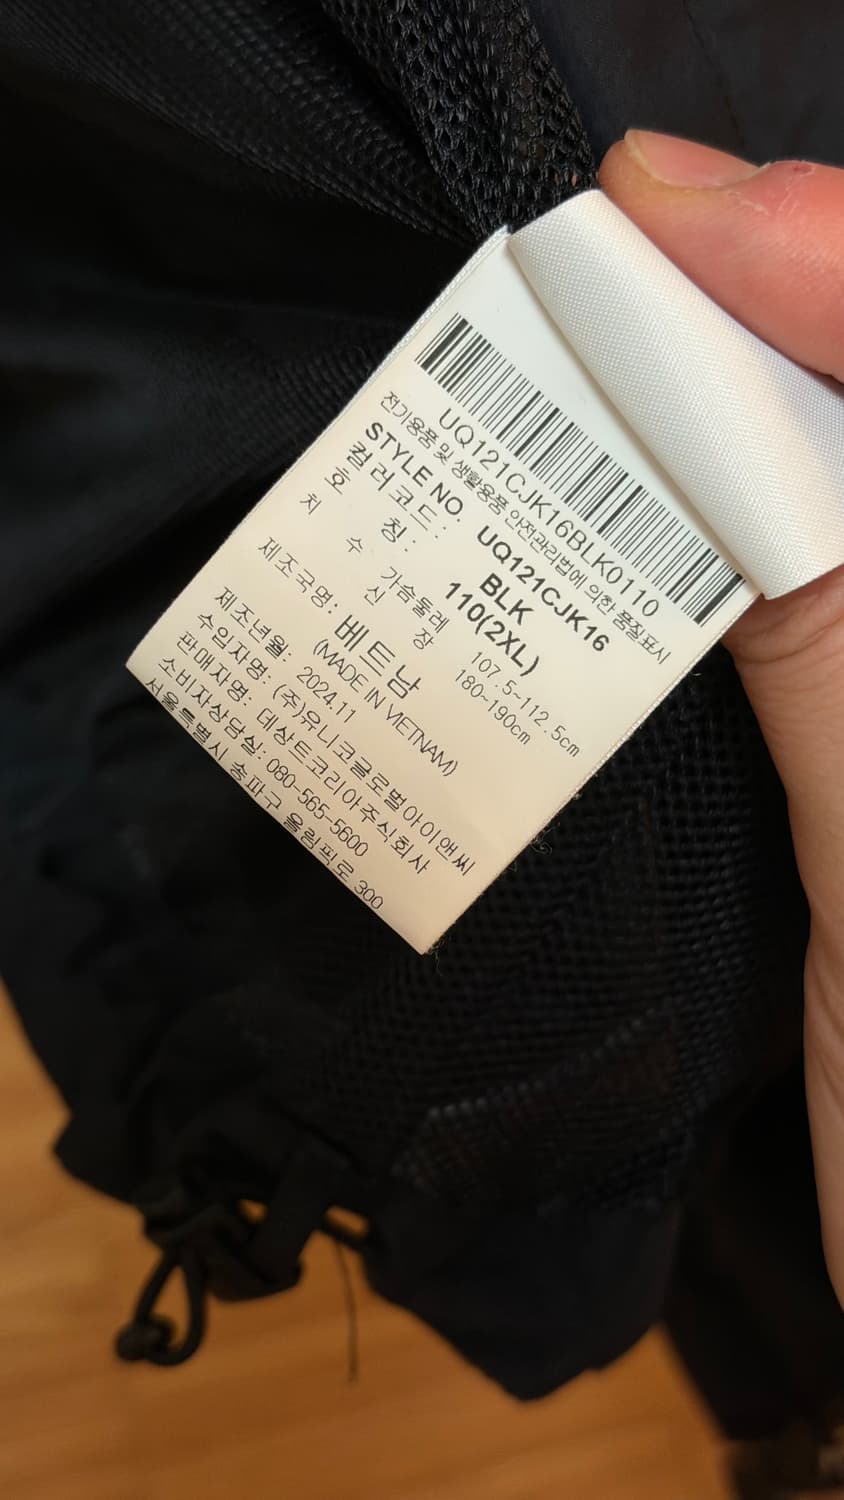 UQ121CJK16BLK0110
전기용품 및 생활용품 안전관리법에 의한 품질표시
STYLE NO. UQ121CJK16
컬러코드: BLK
호 칭: 110(2XL)
치 수 가슴둘레 107.5~112.5cm
신 장 180~190cm
제조국명: 베트남
(MADE IN VIETNAM)
제조년월: 2024.11
수입자명: (주)유니코글로벌아이앤씨
판매자명: 데상트코리아주식회사
소비자상담실: 080-565-5600
서울특별시 송파구 올림픽로 300